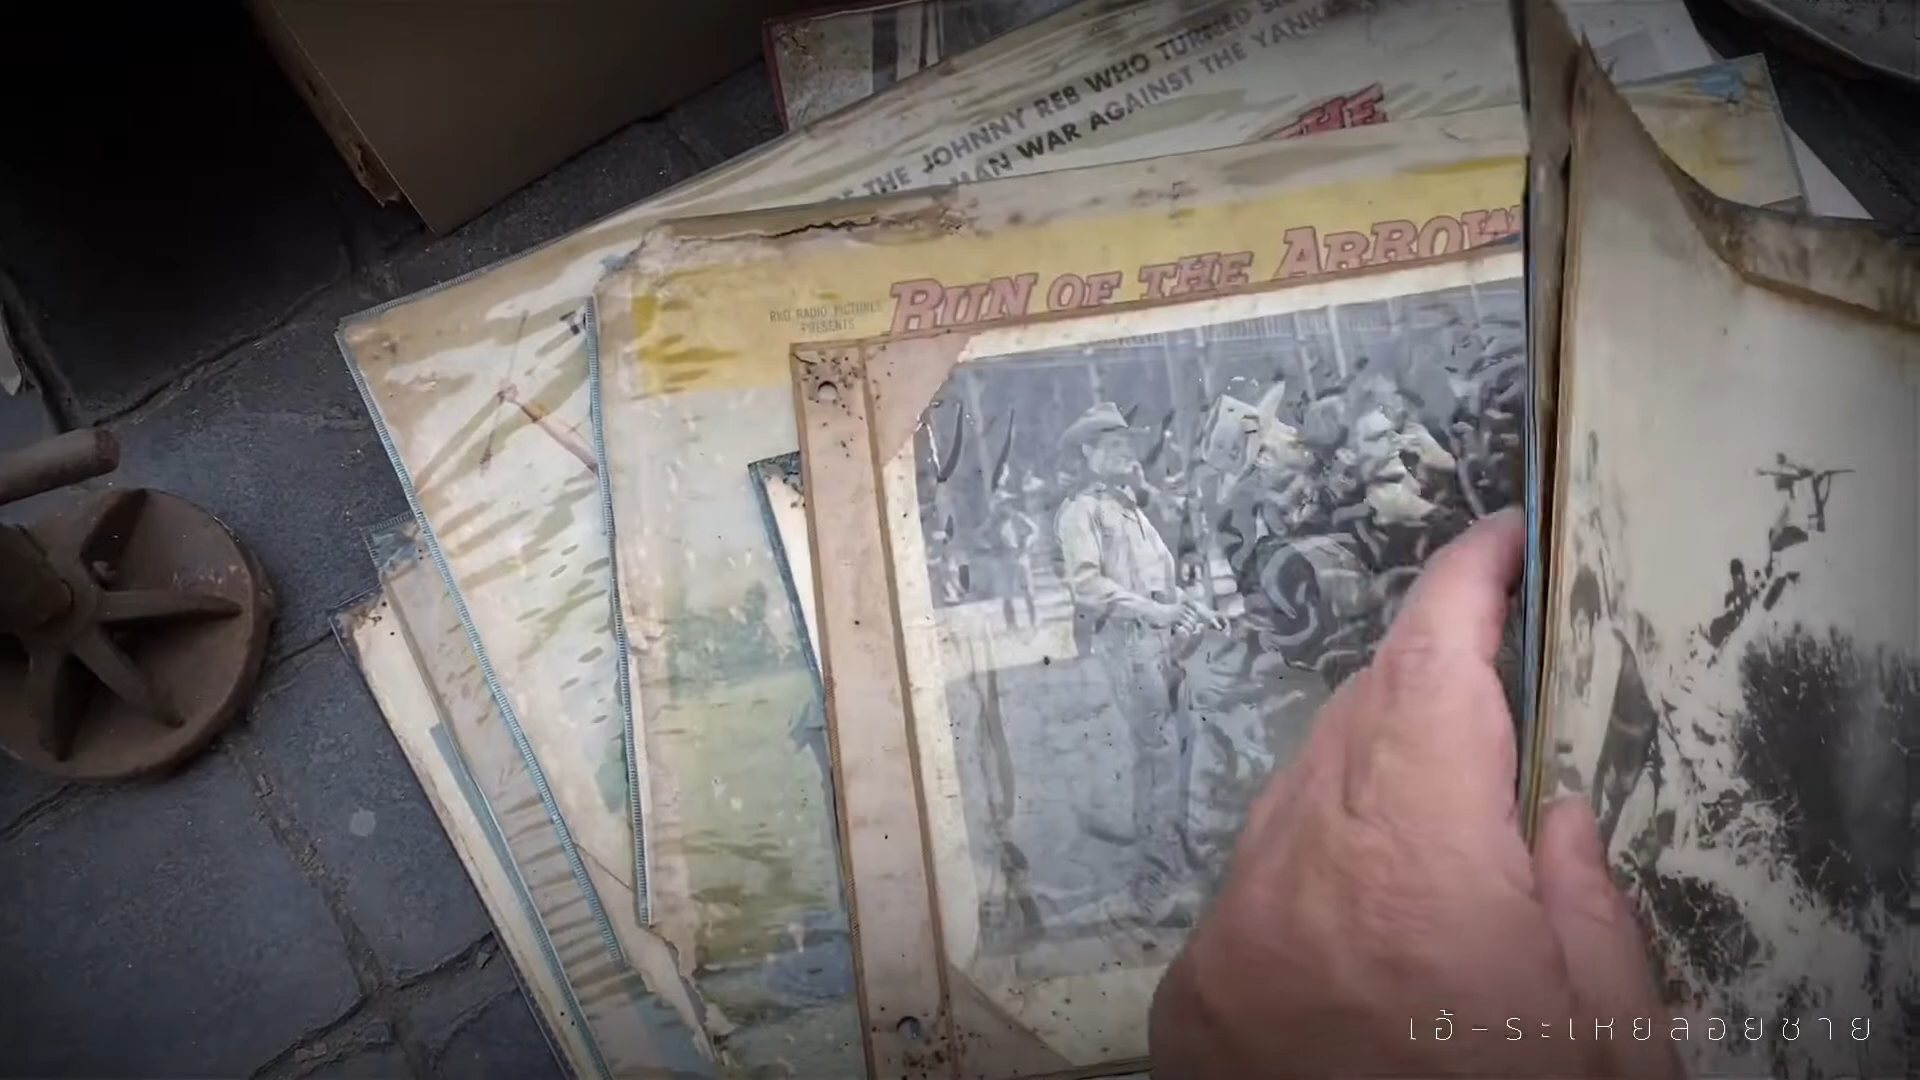 THE JOHNNY REB WHO TURNED
MAN WAR AGAINST THE YANK
THE
RUN OF THE ARROW
RKO RADIO PICTURES
PRESENTS
เอ้-ระเหยลอยชาย